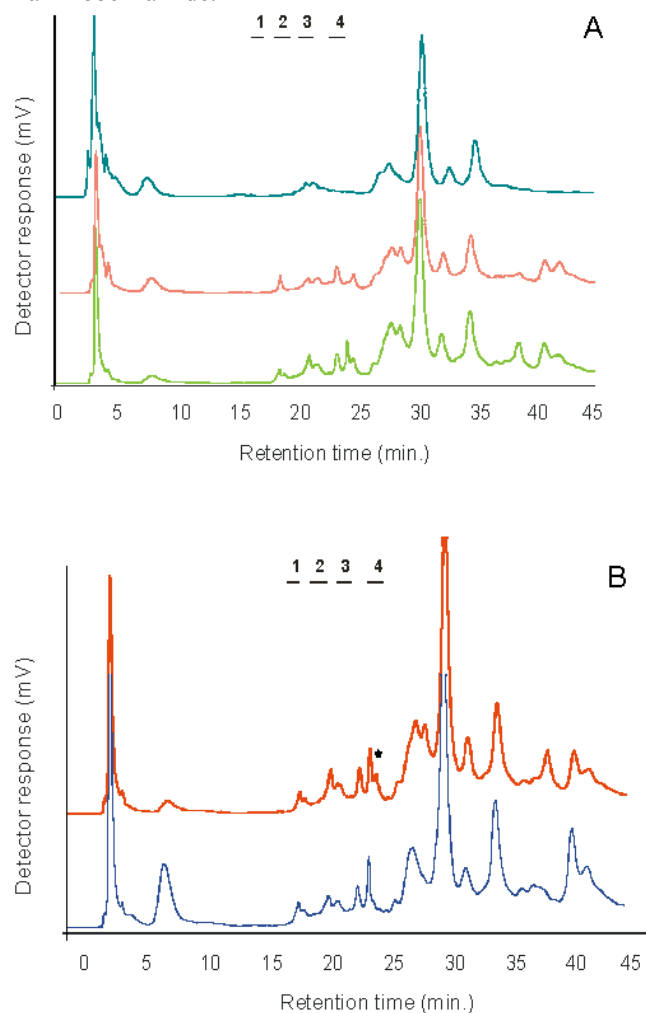 1 2 3 4
A
Detector response (mV)
0 5 10 15 20 25 30 35 40 45
Retention time (min.)
1 2 3 4
B
*
Detector response (mV)
0 5 10 15 20 25 30 35 40 45
Retention time (min.)